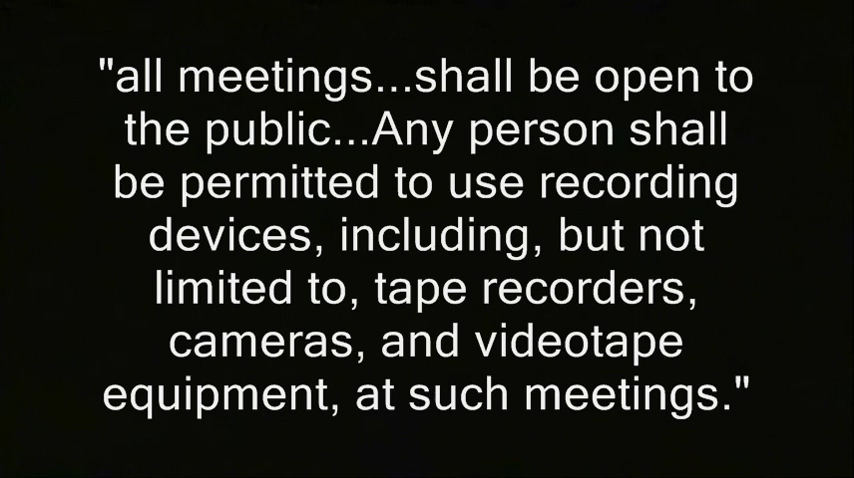 "all meetings...shall be open to
the public...Any person shall
be permitted to use recording
devices, including, but not
limited to, tape recorders,
cameras, and videotape
equipment, at such meetings."